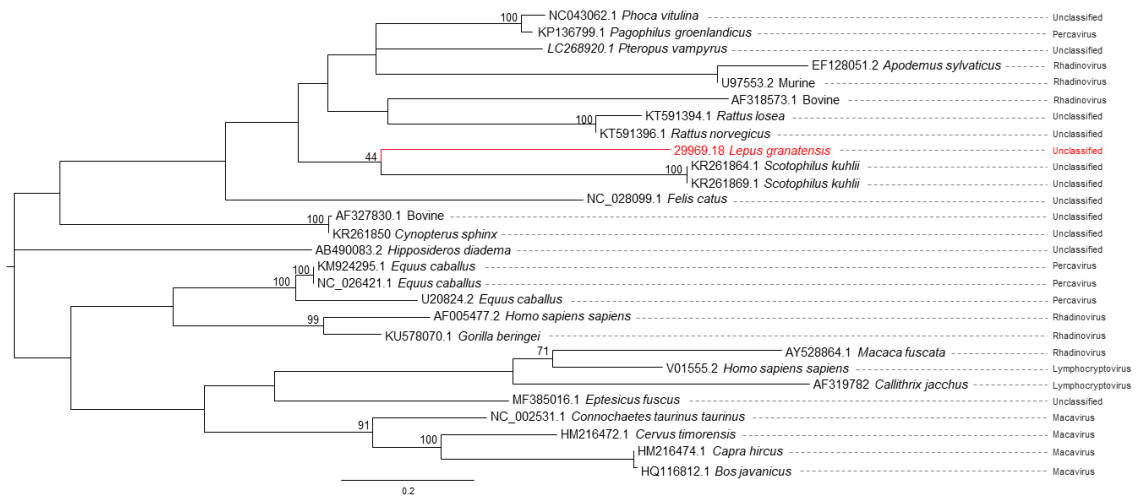 100 NC043062.1 Phoca vitulina Unclassified
KP136799.1 Pagophilus groenlandicus Percavirus
LC268920.1 Pteropus vampyrus Unclassified
EF128051.2 Apodemus sylvaticus Rhadinovirus
U97553.2 Murine Rhadinovirus
AF318573.1 Bovine Rhadinovirus
KT591394.1 Rattus losea Unclassified
100 KT591396.1 Rattus norvegicus Unclassified
44 29969.18 Lepus granatensis Unclassified
100 KR261864.1 Scotophilus kuhlii Unclassified
KR261869.1 Scotophilus kuhlii Unclassified
NC_028099.1 Felis catus Unclassified
100 AF327830.1 Bovine Unclassified
KR261850 Cynopterus sphinx Unclassified
AB490083.2 Hipposideros diadema Unclassified
100 KM924295.1 Equus caballus Percavirus
100 NC_026421.1 Equus caballus Percavirus
U20824.2 Equus caballus Percavirus
99 AF005477.2 Homo sapiens sapiens Rhadinovirus
KU578070.1 Gorilla beringei Rhadinovirus
71 AY528864.1 Macaca fuscata Rhadinovirus
V01555.2 Homo sapiens sapiens Lymphocryptovirus
AF319782 Callithrix jacchus Lymphocryptovirus
MF385016.1 Eptesicus fuscus Unclassified
91 NC_002531.1 Connochaetes taurinus taurinus Macavirus
100 HM216472.1 Cervus timorensis Macavirus
HM216474.1 Capra hircus Macavirus
HQ116812.1 Bos javanicus Macavirus
0.2